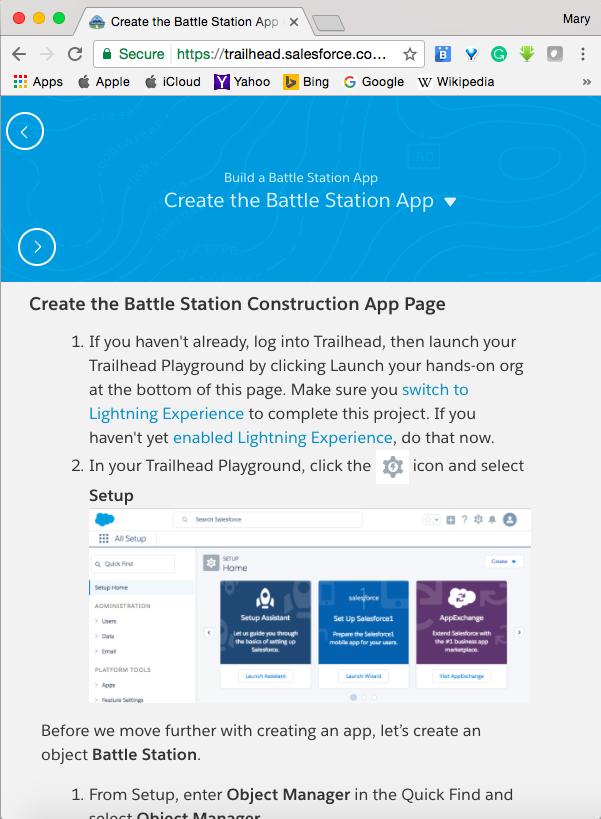 Create the Battle Station App
Mary
Secure
https://trailhead.salesforce.co...
Apps
Apple
iCloud
Yahoo
Bing
Google
Wikipedia
»
Build a Battle Station App
Create the Battle Station App
Create the Battle Station Construction App Page
1. If you haven't already, log into Trailhead, then launch your
Trailhead Playground by clicking Launch your hands-on org
at the bottom of this page. Make sure you switch to
Lightning Experience to complete this project. If you
haven't yet enabled Lightning Experience, do that now.
2. In your Trailhead Playground, click the icon and select
Setup
Search Salesforce
All Setup
Quick Find
Setup Home
ADMINISTRATION
Users
Data
Email
PLATFORM TOOLS
Apps
Feature Settings
SETUP
Home
Create
Setup Assistant
Let us guide you through
the basics of setting up
Salesforce.
Launch Assistant
salesforce
Set Up Salesforce1
Prepare the Salesforce1
mobile app for your users.
Launch Wizard
AppExchange
Extend Salesforce with
the #1 business app
marketplace.
Visit AppExchange
Before we move further with creating an app, let’s create an
object Battle Station.
1. From Setup, enter Object Manager in the Quick Find and
select Object Manager.